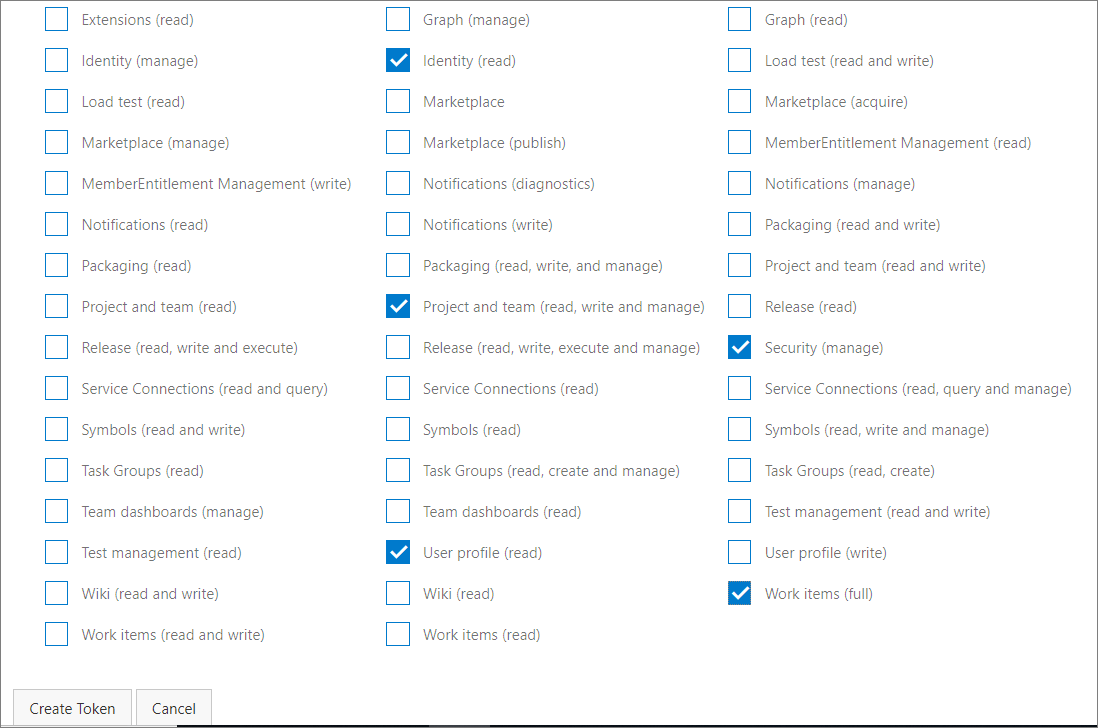 Extensions (read) Graph (manage) Graph (read)
Identity (manage) Identity (read) Load test (read and write)
Load test (read) Marketplace Marketplace (acquire)
Marketplace (manage) Marketplace (publish) MemberEntitlement Management (read)
MemberEntitlement Management (write) Notifications (diagnostics) Notifications (manage)
Notifications (read) Notifications (write) Packaging (read and write)
Packaging (read) Packaging (read, write, and manage) Project and team (read and write)
Project and team (read) Project and team (read, write and manage) Release (read)
Release (read, write and execute) Release (read, write, execute and manage) Security (manage)
Service Connections (read and query) Service Connections (read) Service Connections (read, query and manage)
Symbols (read and write) Symbols (read) Symbols (read, write and manage)
Task Groups (read) Task Groups (read, create and manage) Task Groups (read, create)
Team dashboards (manage) Team dashboards (read) Test management (read and write)
Test management (read) User profile (read) User profile (write)
Wiki (read and write) Wiki (read) Work items (full)
Work items (read and write) Work items (read)
Create Token Cancel